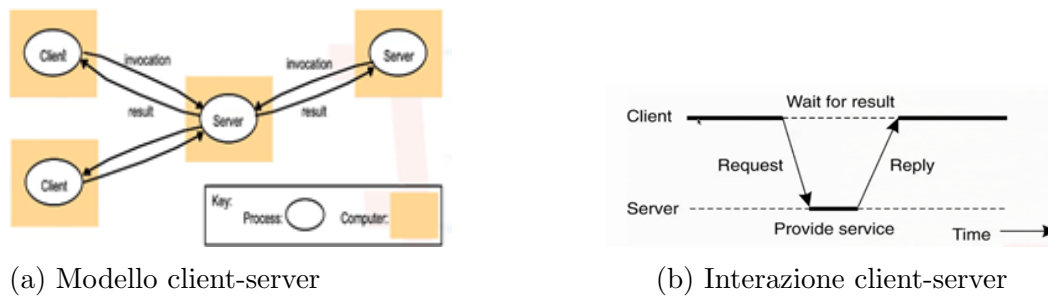 Client
invocation
invocation
Server
result
Server
result
Client
Key:
Process:
Computer:
Wait for result
Client
Request
Reply
Server
Provide service
Time
(a) Modello client-server
(b) Interazione client-server